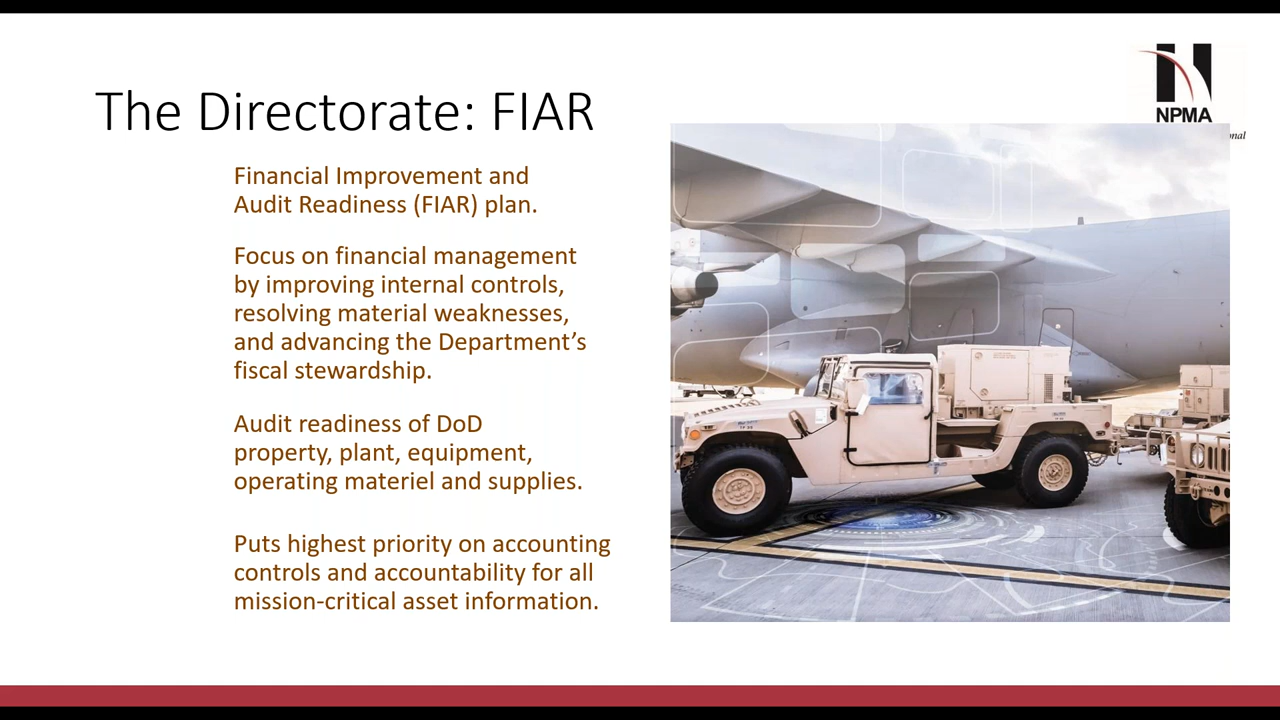 NPMA
onal
The Directorate: FIAR
Financial Improvement and
Audit Readiness (FIAR) plan.
Focus on financial management
by improving internal controls,
resolving material weaknesses,
and advancing the Department’s
fiscal stewardship.
Audit readiness of DoD
property, plant, equipment,
operating materiel and supplies.
Puts highest priority on accounting
controls and accountability for all
mission-critical asset information.